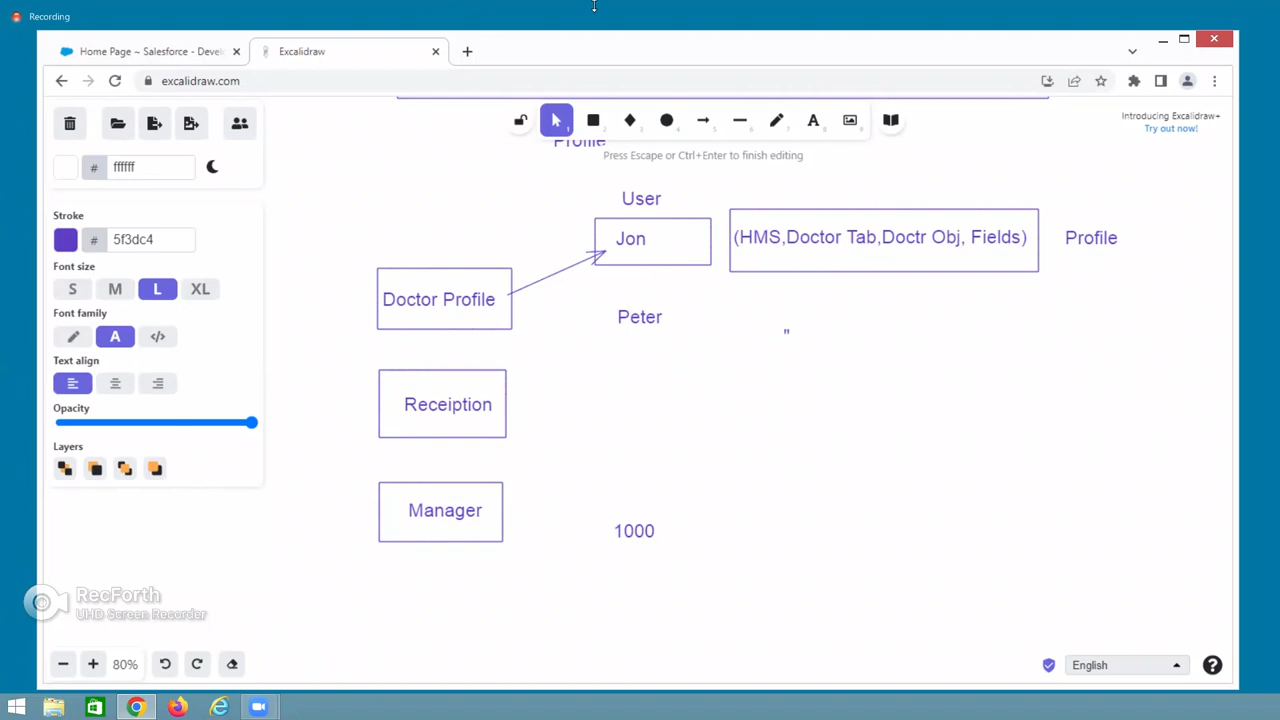 Recording
Home Page ~ Salesforce - Devel
Excalidraw
excalidraw.com
Introducing Excalidraw+
Try out now!
Profile
Press Escape or Ctrl+Enter to finish editing
# ffffff
Stroke
# 5f3dc4
Font size
S M L XL
Font family
A
Text align
Opacity
Layers
User
Jon
(HMS,Doctor Tab,Doctr Obj, Fields)
Profile
Doctor Profile
Peter
"
Receiption
Manager
1000
RecForth
UHD Screen Recorder
80%
English